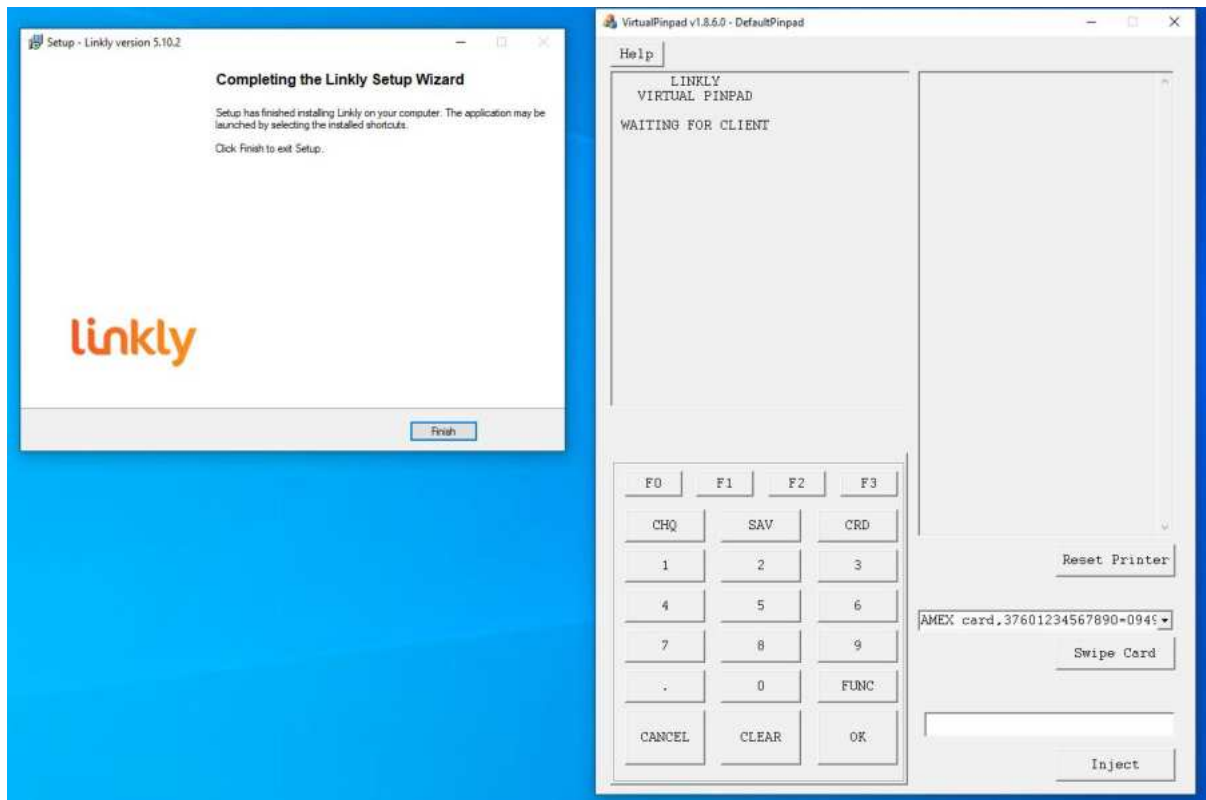 Setup - Linkly version 5.10.2
Completing the Linkly Setup Wizard
Setup has finished installing Linkly on your computer. The application may be
launched by selecting the installed shortcuts.
Click Finish to exit Setup.
linkly
Finish
VirtualPinpad v1.8.6.0 - DefaultPinpad
Help
LINKLY
VIRTUAL PINPAD
WAITING FOR CLIENT
F0 F1 F2 F3
CHQ SAV CRD
1 2 3
4 5 6
7 8 9
. 0 FUNC
CANCEL CLEAR OK
Reset Printer
AMEX card,37601234567890=0949
Swipe Card
Inject